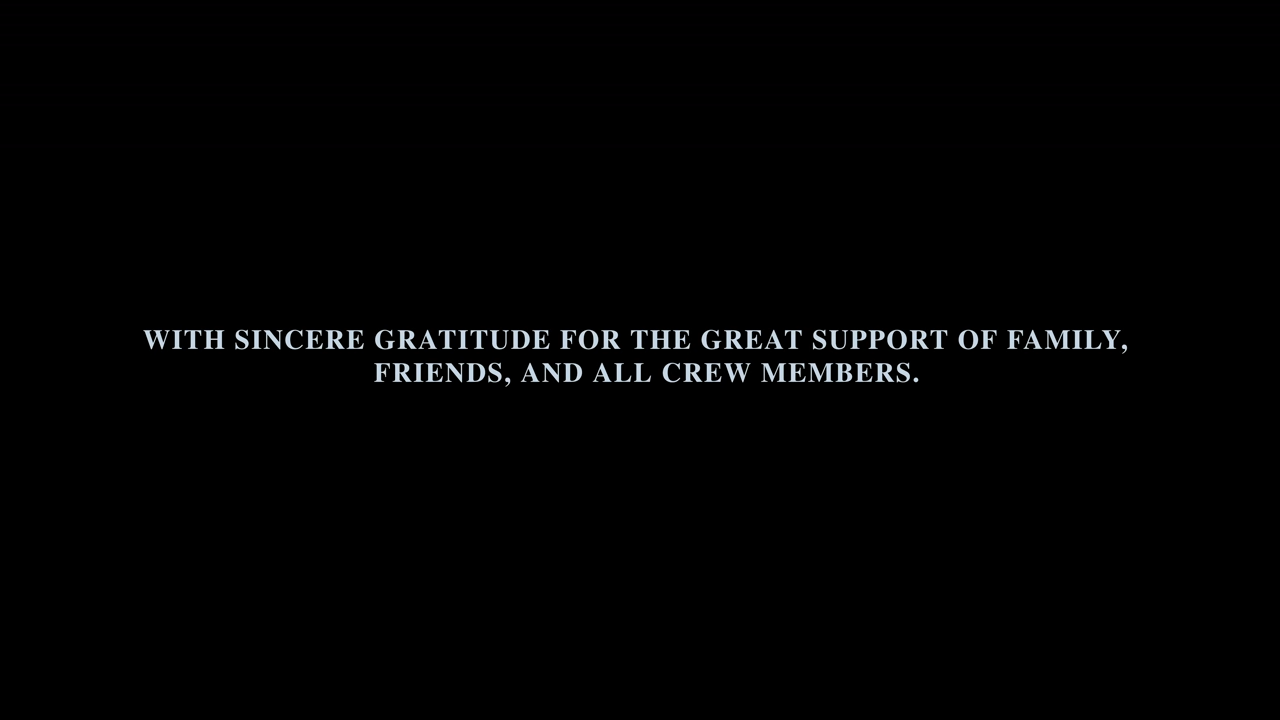 WITH SINCERE GRATITUDE FOR THE GREAT SUPPORT OF FAMILY,
FRIENDS, AND ALL CREW MEMBERS.